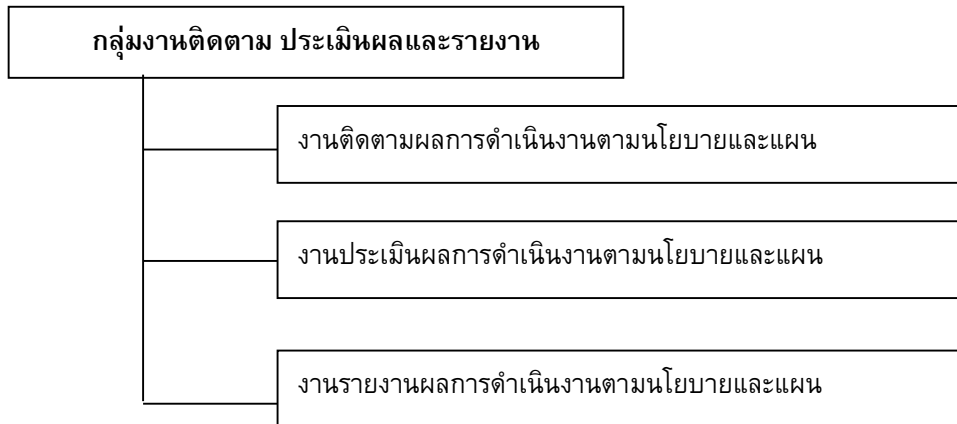 กลุ่มงานติดตาม ประเมินผลและรายงาน
งานติดตามผลการดำเนินงานตามนโยบายและแผน
งานประเมินผลการดำเนินงานตามนโยบายและแผน
งานรายงานผลการดำเนินงานตามนโยบายและแผน